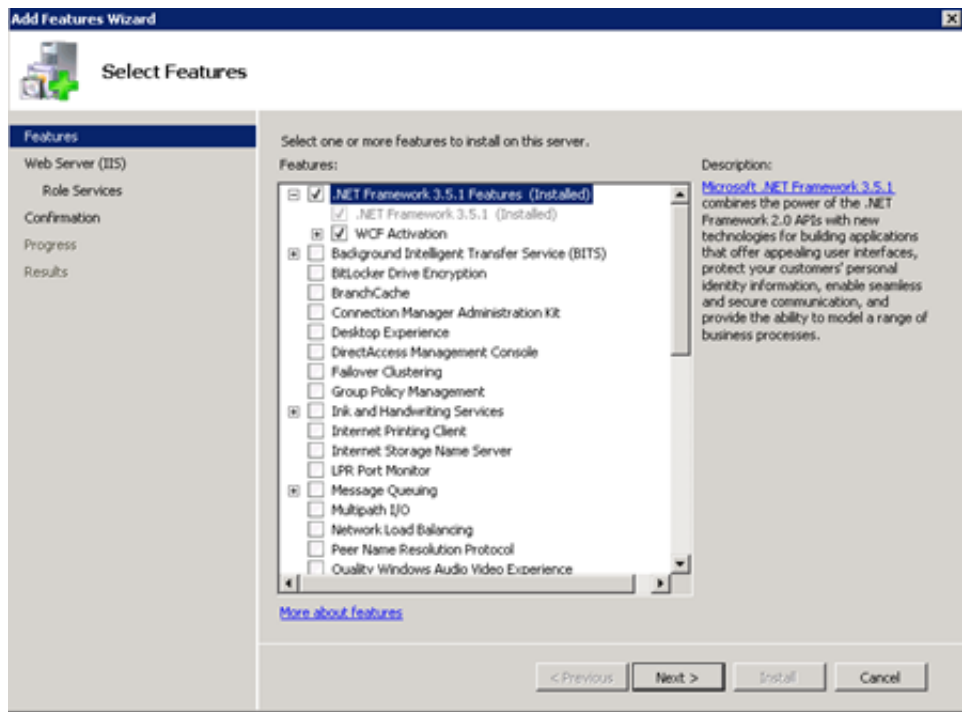 Add Features Wizard
Select Features
Features
Web Server (IIS)
Role Services
Confirmation
Progress
Results
Select one or more features to install on this server.
Features:
.NET Framework 3.5.1 Features (Installed)
.NET Framework 3.5.1 (Installed)
WCF Activation
Background Intelligent Transfer Service (BITS)
BitLocker Drive Encryption
BranchCache
Connection Manager Administration Kit
Desktop Experience
DirectAccess Management Console
Failover Clustering
Group Policy Management
Ink and Handwriting Services
Internet Printing Client
Internet Storage Name Server
LPR Port Monitor
Message Queuing
Multipath I/O
Network Load Balancing
Peer Name Resolution Protocol
Quality Windows Audio Video Experience
Description:
Microsoft .NET Framework 3.5.1
combines the power of the .NET
Framework 2.0 APIs with new
technologies for building applications
that offer appealing user interfaces,
protect your customers' personal
identity information, enable seamless
and secure communication, and
provide the ability to model a range of
business processes.
More about features
< Previous
Next >
Install
Cancel